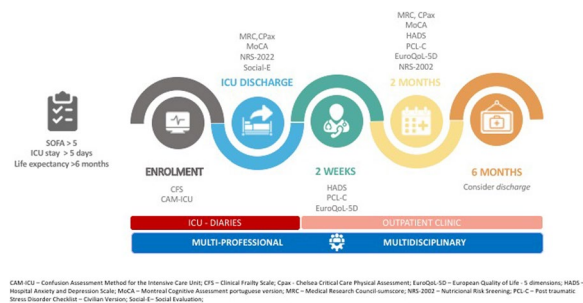 MRC,CPax
MoCA
NRS-2022
Social-E
ICU DISCHARGE
MRC, CPax
MoCA
HADS
PCL-C
EuroQoL-5D
NRS-2002
2 MONTHS
SOFA > 5
ICU stay > 5 days
Life expectancy >6 months
ENROLMENT
CFS
CAM-ICU
2 WEEKS
HADS
PCL-C
EuroQoL-5D
6 MONTHS
Consider discharge
ICU - DIARIES
OUTPATIENT CLINIC
MULTI-PROFESSIONAL
MULTIDISCIPLINARY
CAM-ICU – Confusion Assessment Method for the Intensive Care Unit; CFS – Clinical Frailty Scale; Cpax - Chelsea Critical Care Physical Assessment; EuroQoL-5D – European Quality of Life - 5 dimensions; HADS -
Hospital Anxiety and Depression Scale; MoCA – Montreal Cognitive Assessment portuguese version; MRC – Medical Research Council-sumscore; NRS-2002 – Nutricional Risk Sreening; PCL-C – Post traumatic
Stress Disorder Checklist – Civilian Version; Social-E– Social Evaluation;